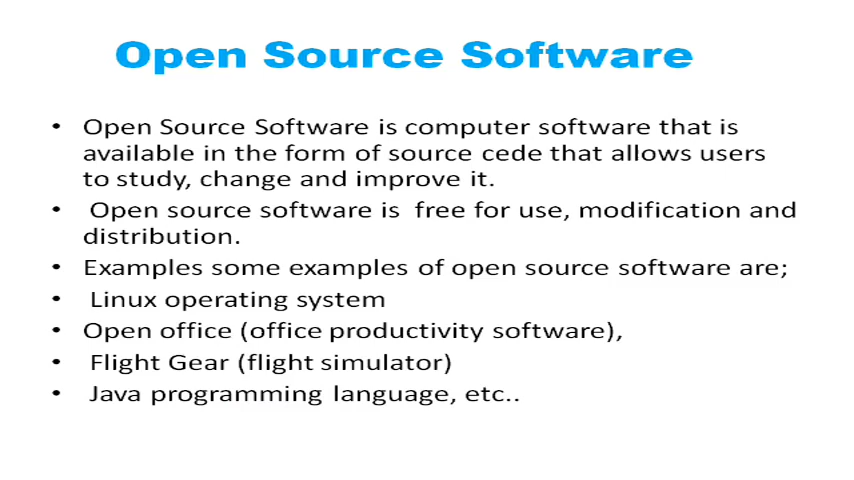 Open Source Software
• Open Source Software is computer software that is
available in the form of source cede that allows users
to study, change and improve it.
• Open source software is free for use, modification and
distribution.
• Examples some examples of open source software are;
• Linux operating system
• Open office (office productivity software),
• Flight Gear (flight simulator)
• Java programming language, etc..